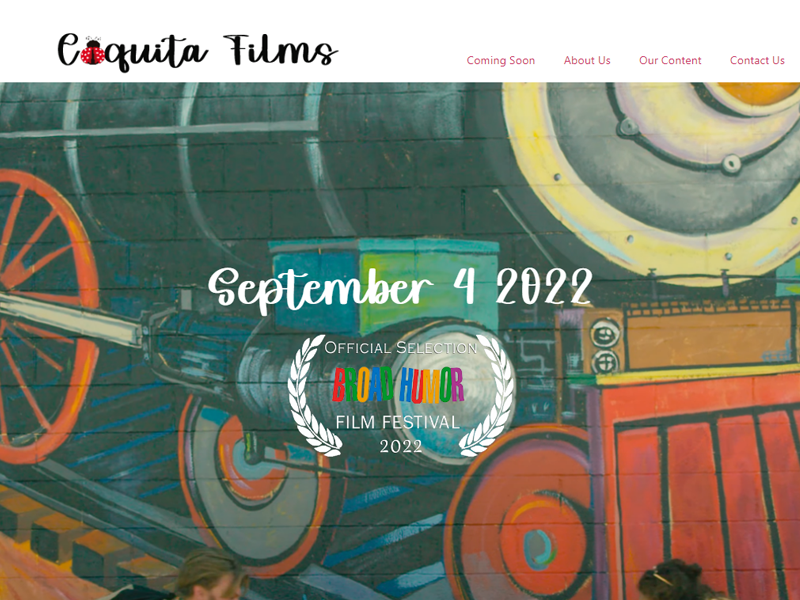 Coquita Films
Coming Soon
About Us
Our Content
Contact Us
September 4 2022
OFFICIAL SELECTION
BROAD HUMOR
FILM FESTIVAL
2022